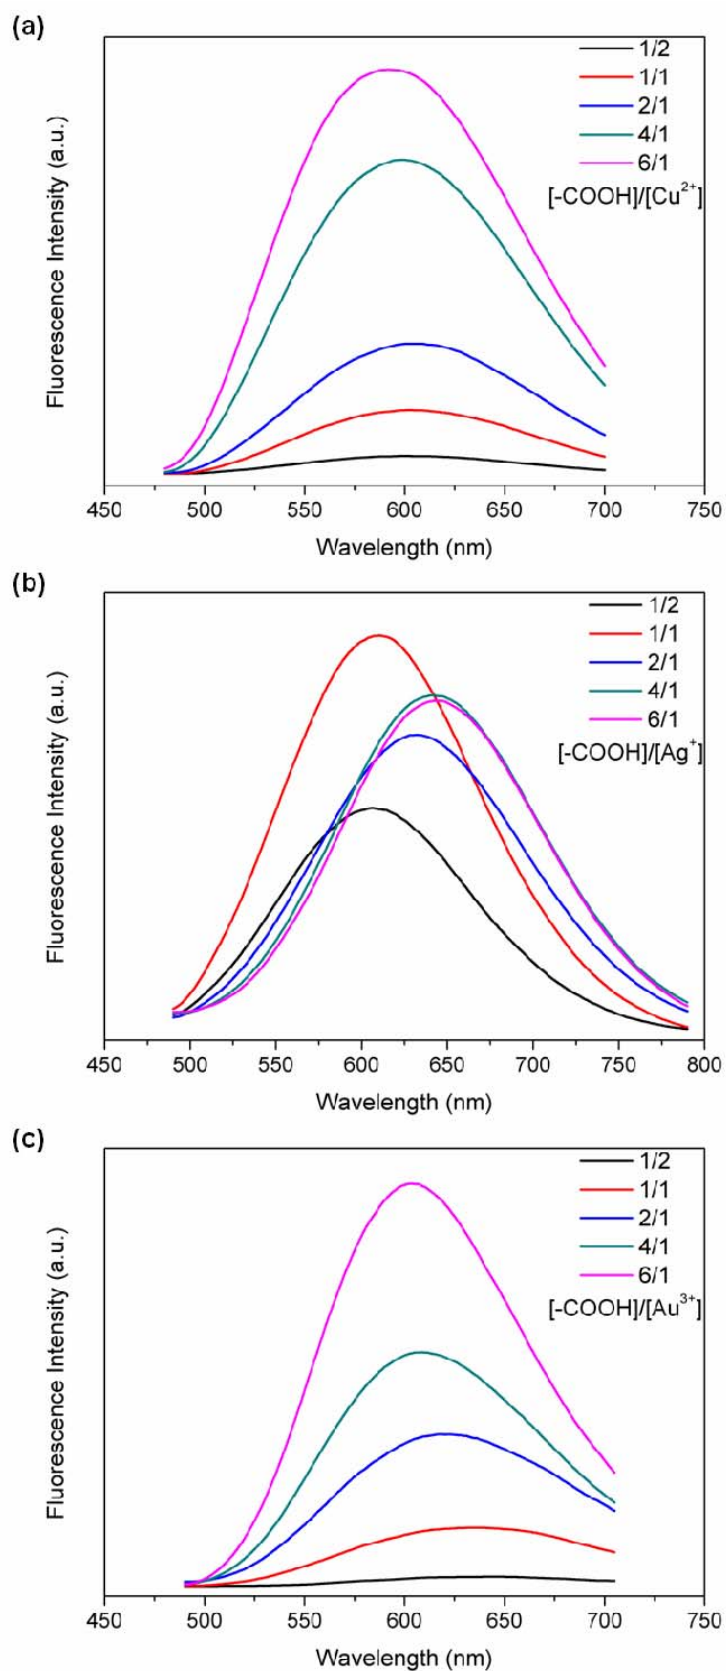 (a)
1/2
1/1
2/1
4/1
6/1
[-COOH]/[Cu²⁺]
Fluorescence Intensity (a.u.)
450 500 550 600 650 700 750
Wavelength (nm)
(b)
1/2
1/1
2/1
4/1
6/1
[-COOH]/[Ag⁺]
Fluorescence Intensity (a.u.)
450 500 550 600 650 700 750 800
Wavelength (nm)
(c)
1/2
1/1
2/1
4/1
6/1
[-COOH]/[Au³⁺]
Fluorescence Intensity (a.u.)
450 500 550 600 650 700 750
Wavelength (nm)